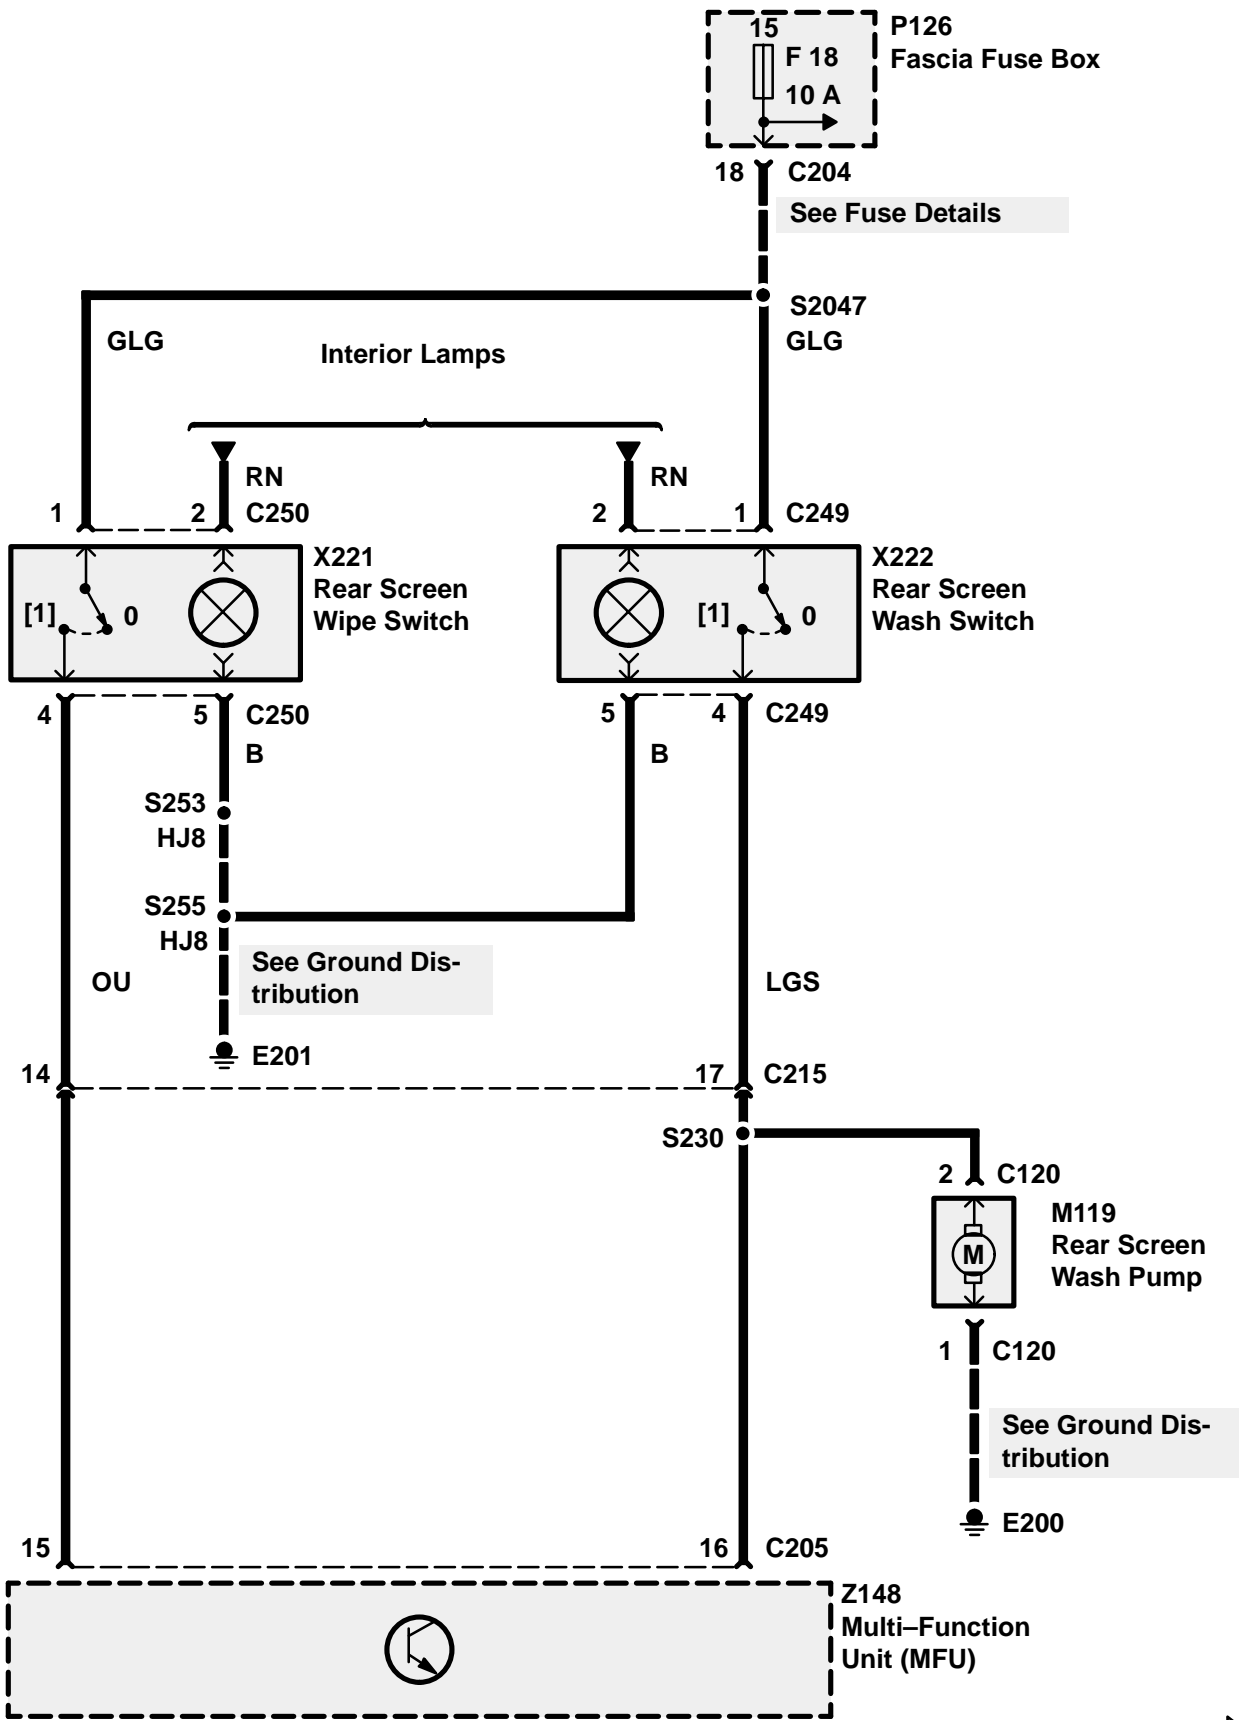 15
P126
F 18
Fascia Fuse Box
10 A
18
C204
See Fuse Details
S2047
GLG
GLG
Interior Lamps
RN
RN
1
2
C250
2
1
C249
X221
Rear Screen
Wipe Switch
[1]
0
X222
Rear Screen
Wash Switch
[1]
0
4
5
C250
5
4
C249
B
B
S253
HJ8
S255
HJ8
See Ground Dis-
tribution
OU
LGS
E201
14
17
C215
S230
2
C120
M119
Rear Screen
Wash Pump
M
1
C120
See Ground Dis-
tribution
E200
15
16
C205
Z148
Multi–Function
Unit (MFU)